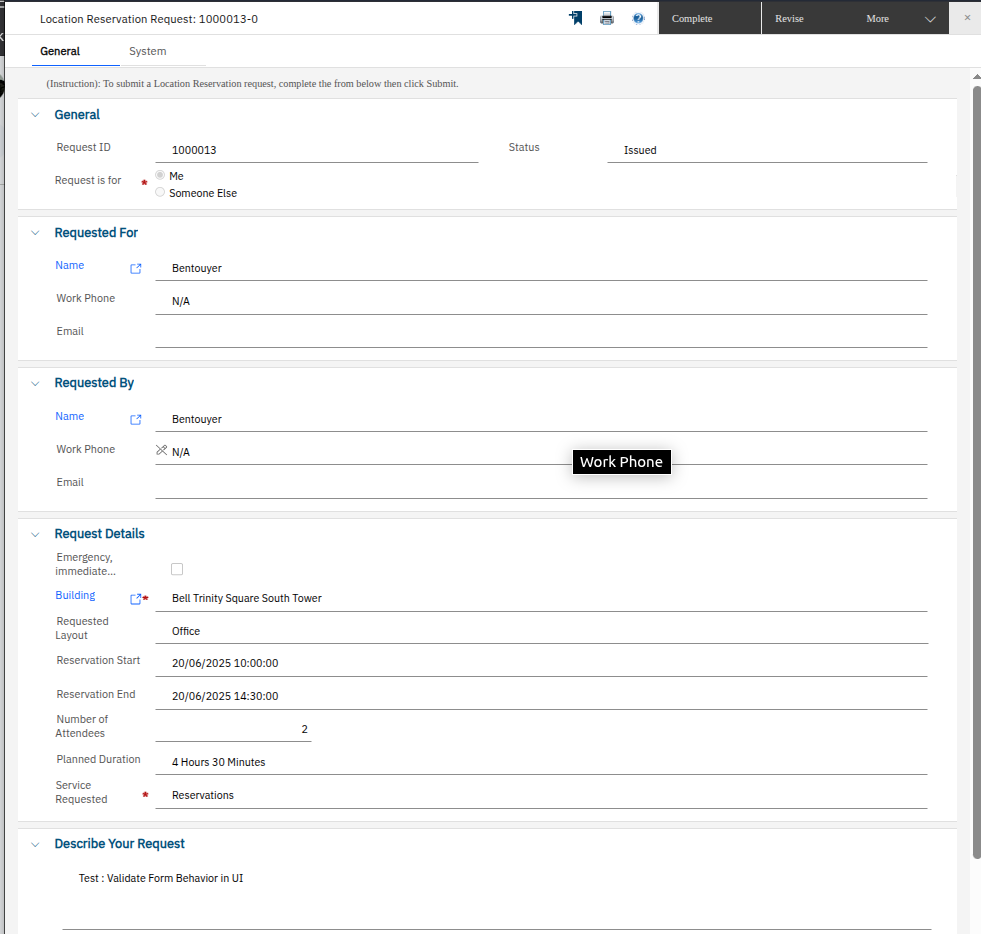 Location Reservation Request: 1000013-0
Complete
Revise
More
General
System
(Instruction): To submit a Location Reservation request, complete the from below then click Submit.
General
Request ID
1000013
Status
Issued
Request is for
*
Me
Someone Else
Requested For
Name
Bentouyer
Work Phone
N/A
Email
Requested By
Name
Bentouyer
Work Phone
N/A
Work Phone
Email
Request Details
Emergency,
immediate...
Building
*
Bell Trinity Square South Tower
Requested
Layout
Office
Reservation Start
20/06/2025 10:00:00
Reservation End
20/06/2025 14:30:00
Number of
Attendees
2
Planned Duration
4 Hours 30 Minutes
Service
Requested
*
Reservations
Describe Your Request
Test : Validate Form Behavior in UI